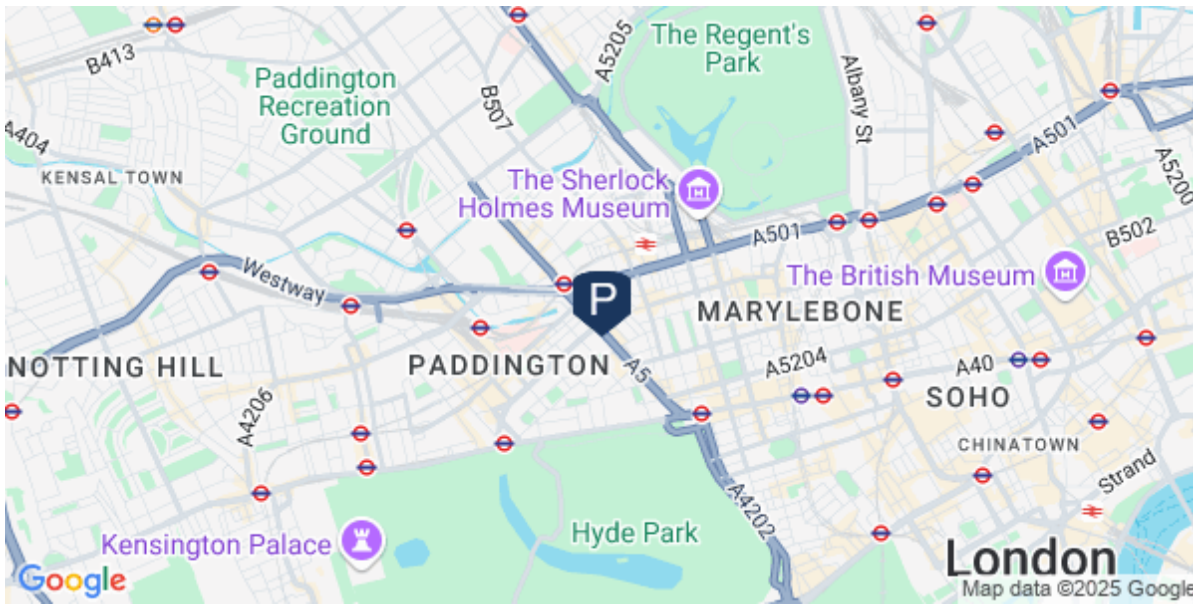 The Regent's
Park
A5205
Albany St
B413
Paddington
Recreation
Ground
B507
A501
A404
KENSAL TOWN
A5200
The Sherlock
Holmes Museum
A501
B502
Westway
The British Museum
P
MARYLEBONE
NOTTING HILL
PADDINGTON
A5
A5204
A40
SOHO
A4206
CHINATOWN
Strand
A4202
Hyde Park
Kensington Palace
London
Google
Map data ©2025 Google